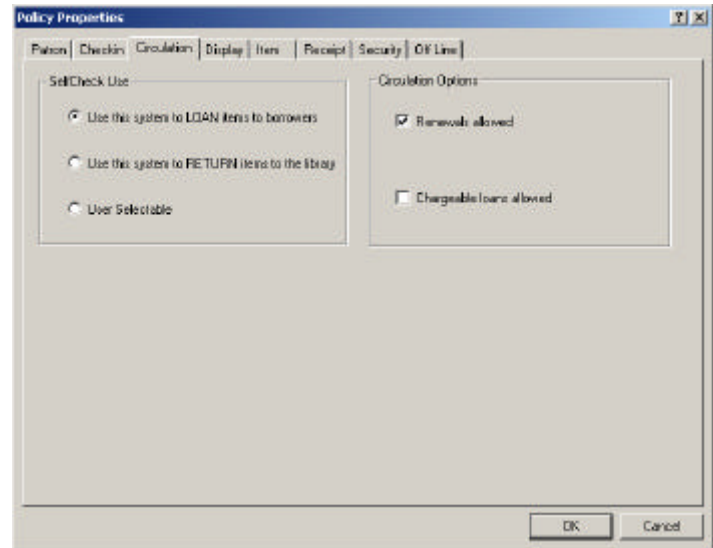 Policy Properties
Patron Checkin Circulation Display Item Receipt Security Off Line
SelfCheck Use
Use this system to LOAN items to borrowers
Use this system to RETURN items to the library
User Selectable
Circulation Options
Renewals allowed
Chargeable loans allowed
OK Cancel